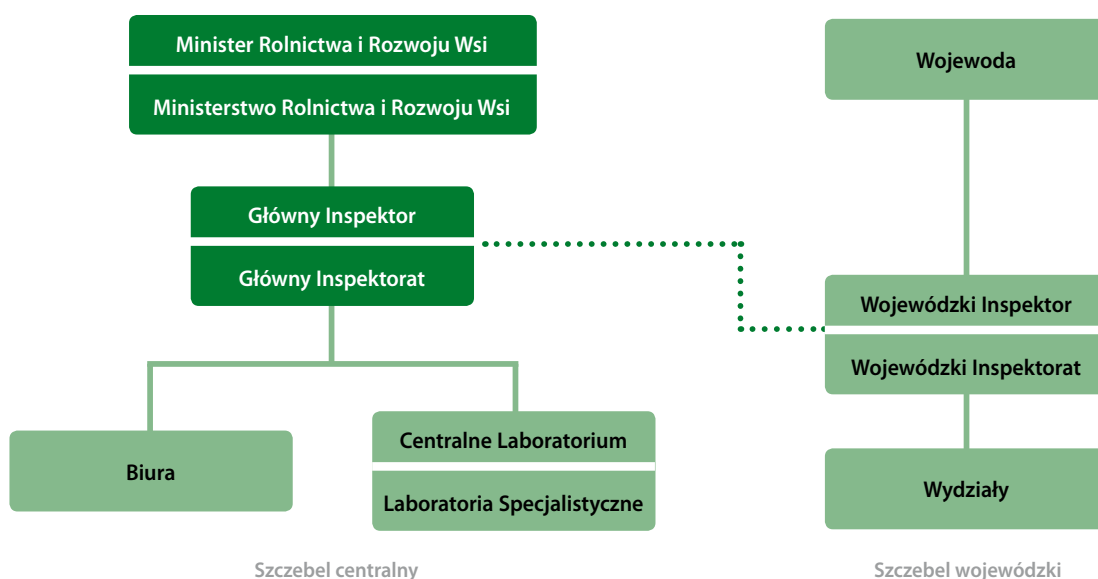 Minister Rolnictwa i Rozwoju Wsi
Ministerstwo Rolnictwa i Rozwoju Wsi
Główny Inspektor
Główny Inspektorat
Biura
Centralne Laboratorium
Laboratoria Specjalistyczne
Szczebel centralny
Wojewoda
Wojewódzki Inspektor
Wojewódzki Inspektorat
Wydziały
Szczebel wojewódzki